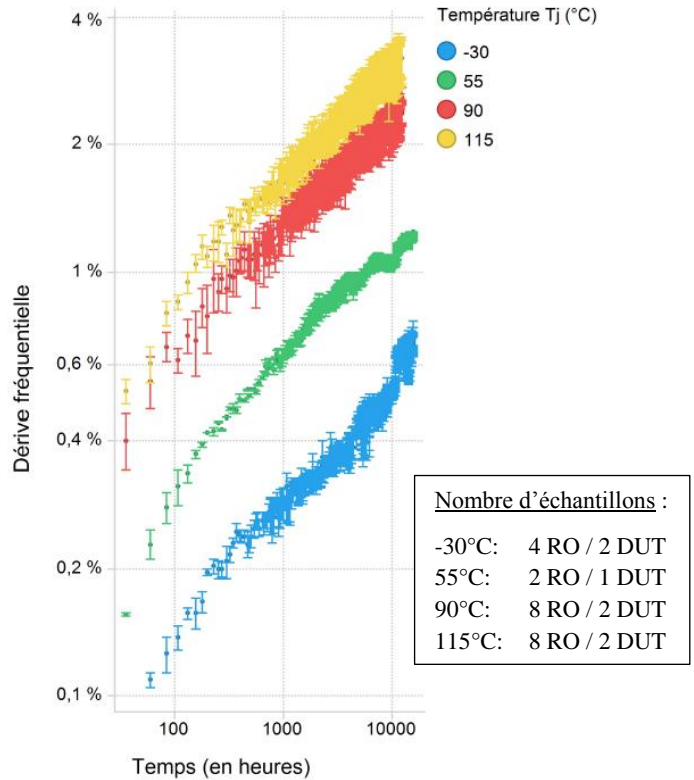 4 %
2 %
1 %
0,6 %
0,4 %
0,2 %
0,1 %
Dérive fréquentielle
100
1000
10000
Temps (en heures)
Température Tj (°C)
-30
55
90
115
Nombre d'échantillons :
-30°C: 4 RO / 2 DUT
55°C: 2 RO / 1 DUT
90°C: 8 RO / 2 DUT
115°C: 8 RO / 2 DUT